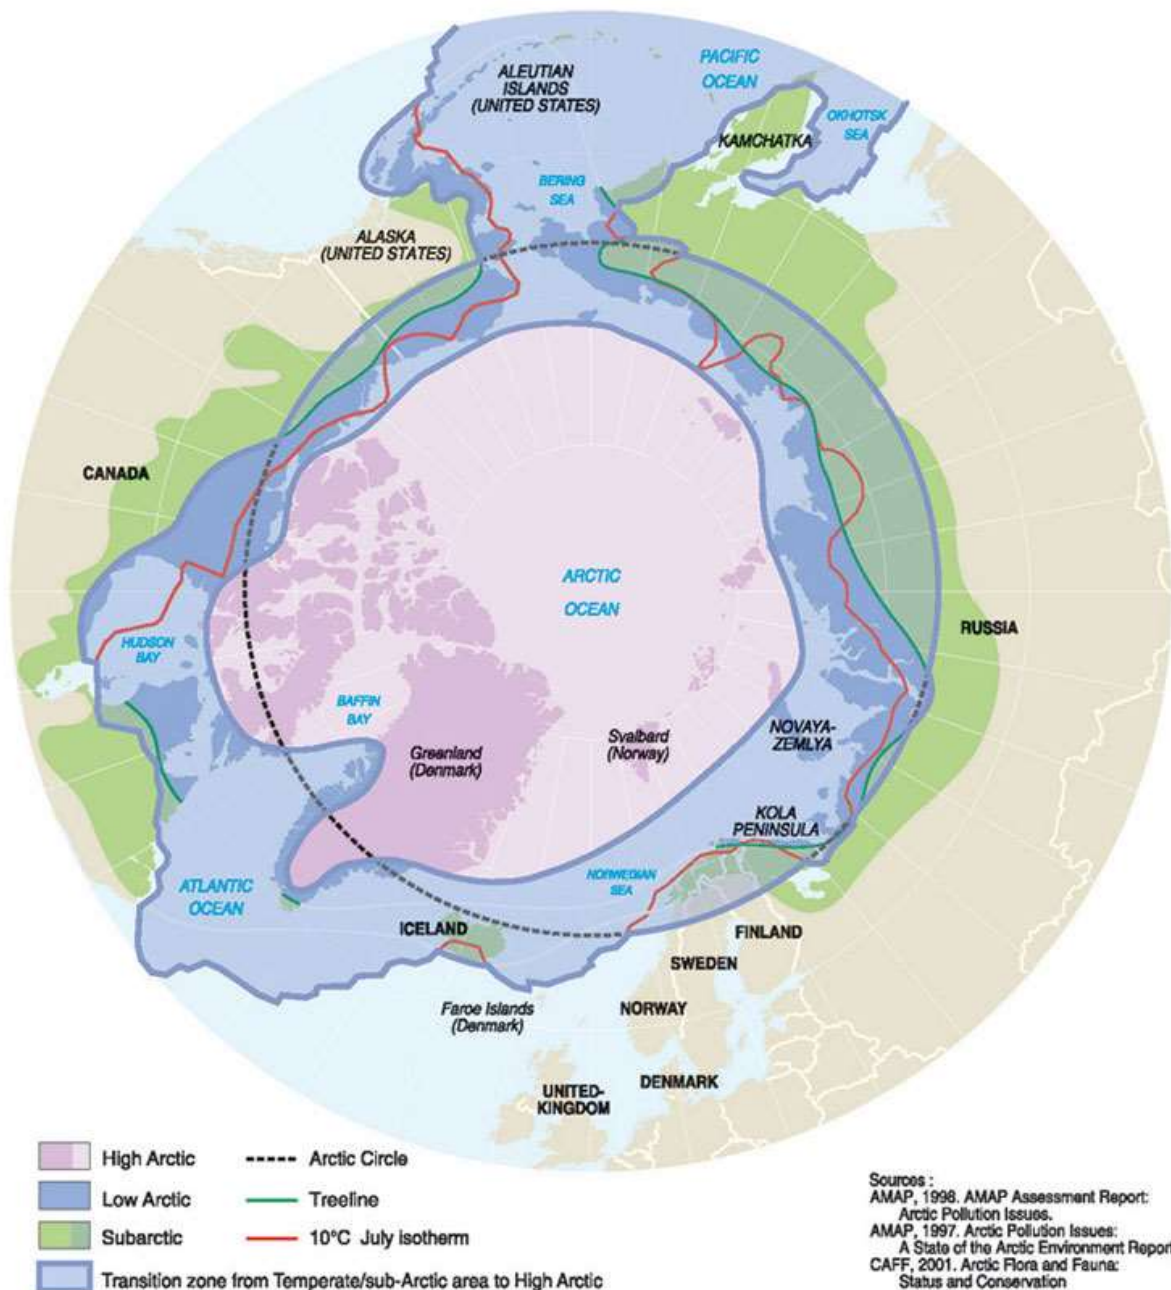 PACIFIC
OCEAN
ALEUTIAN
ISLANDS
(UNITED STATES)
OKHOTSK
SEA
KAMCHATKA
BERING
SEA
ALASKA
(UNITED STATES)
CANADA
ARCTIC
OCEAN
RUSSIA
HUDSON
BAY
BAFFIN
BAY
Greenland
(Denmark)
Svalbard
(Norway)
NOVAYA-
ZEMLYA
KOLA
PENINSULA
NORWEGIAN
SEA
ATLANTIC
OCEAN
ICELAND
FINLAND
SWEDEN
Faroe Islands
(Denmark)
NORWAY
DENMARK
UNITED-
KINGDOM
High Arctic
Low Arctic
Subarctic
Transition zone from Temperate/sub-Arctic area to High Arctic
Arctic Circle
Treeline
10°C July isotherm
Sources :
AMAP, 1998. AMAP Assessment Report:
Arctic Pollution Issues.
AMAP, 1997. Arctic Pollution Issues:
A State of the Arctic Environment Report
CAFF, 2001. Arctic Flora and Fauna:
Status and Conservation